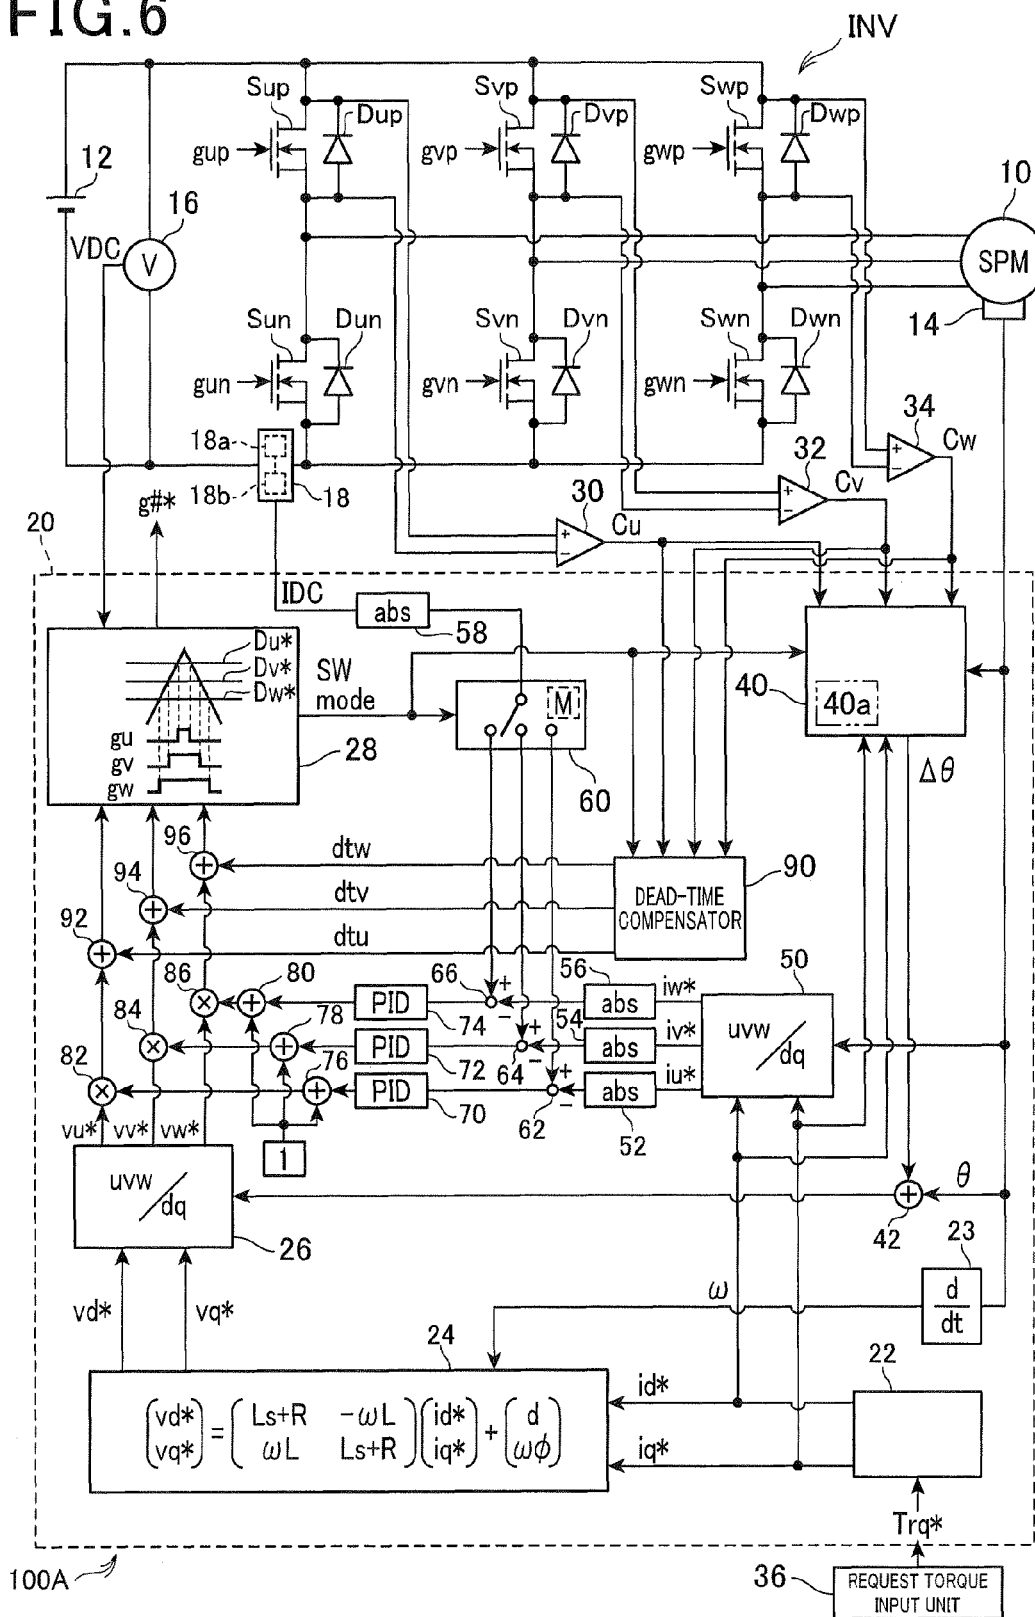 FIG.6
INV
Sup
Dup
gup
Svp
Dvp
gvp
Swp
Dwp
gwp
12
16
VDC
V
10
SPM
14
Sun
Dun
gun
Svn
Dvn
gvn
Swn
Dwn
gwn
18a
18b
18
34
+
−
Cw
32
+
−
Cv
30
+
−
Cu
g#*
20
IDC
abs
58
Du*
Dv*
Dw*
gu
gv
gw
SW
mode
28
M
60
40
40a
Δθ
96
94
92
dtw
dtv
dtu
DEAD-TIME
COMPENSATOR
90
86
84
82
80
78
76
+
+
+
×
×
×
+
+
+
PID
74
PID
72
PID
70
66
64
62
+
−
+
−
+
−
56
abs
54
abs
abs
52
iw*
iv*
iu*
50
uvw
/dq
1
vu*
vv*
vw*
uvw
/dq
26
+
42
θ
23
d
dt
ω
vd*
vq*
24
(vd* vq*) = (Ls+R -ωL ωL Ls+R)(id* iq*) + (d ωϕ)
id*
iq*
22
Trq*
100A
36
REQUEST TORQUE
INPUT UNIT